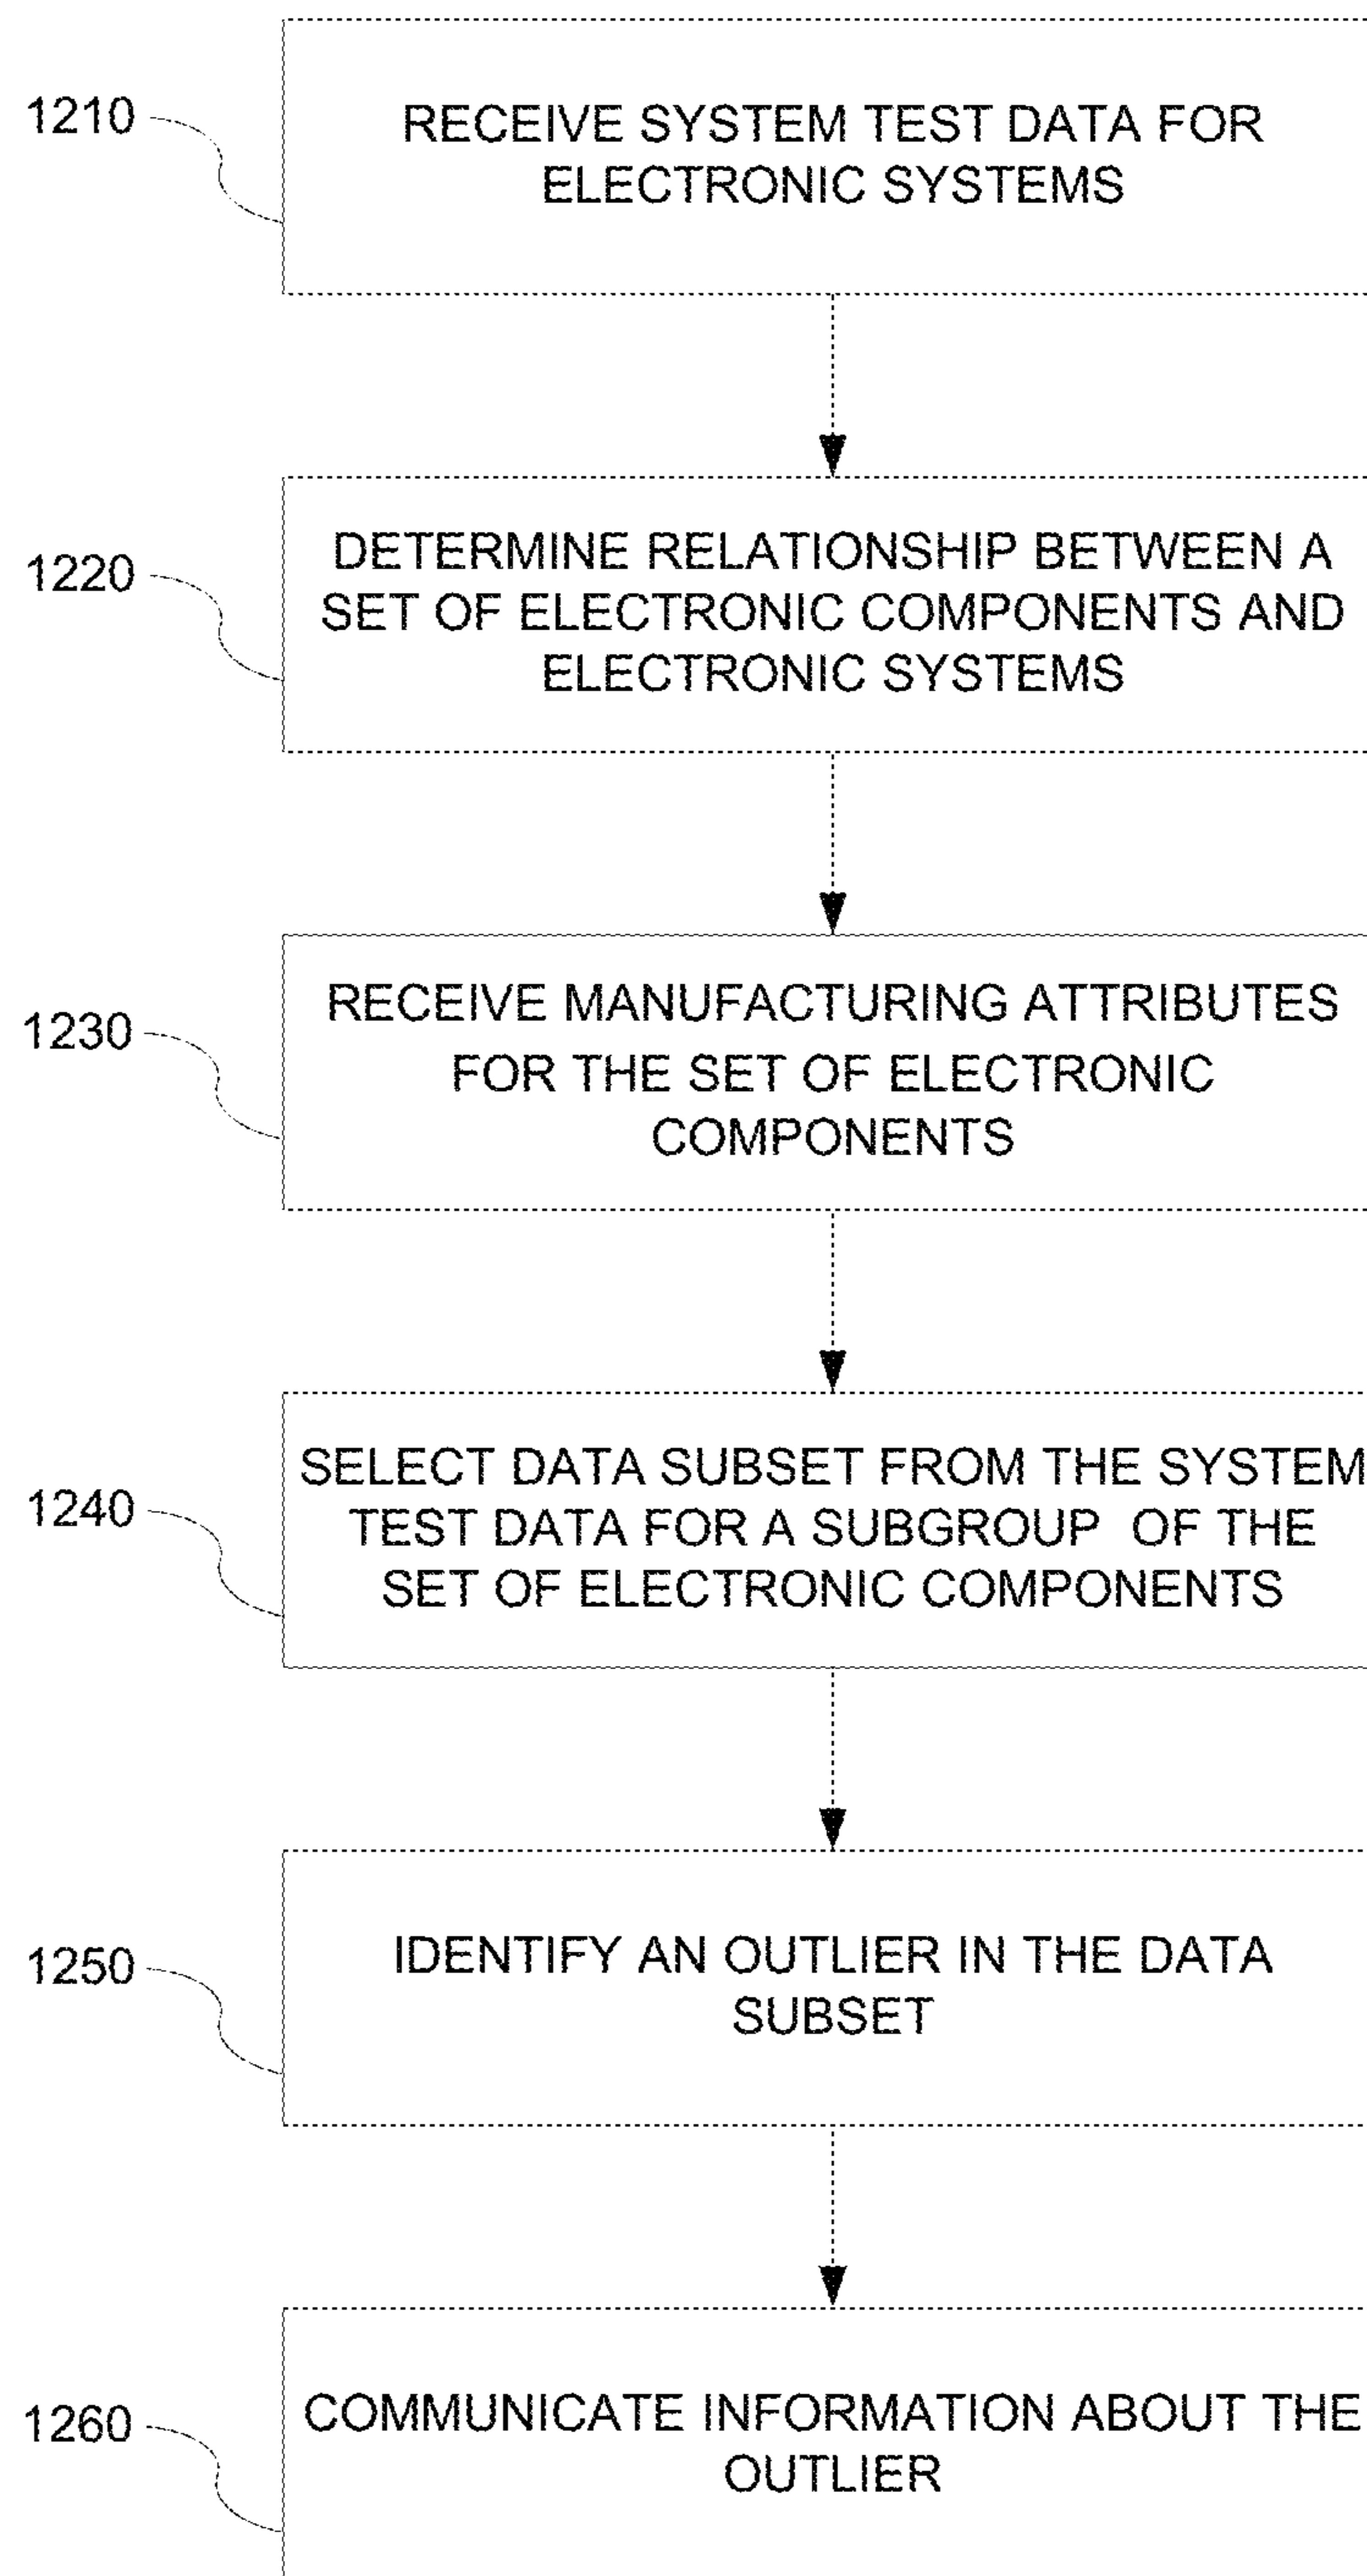 1210
RECEIVE SYSTEM TEST DATA FOR
ELECTRONIC SYSTEMS
1220
DETERMINE RELATIONSHIP BETWEEN A
SET OF ELECTRONIC COMPONENTS AND
ELECTRONIC SYSTEMS
1230
RECEIVE MANUFACTURING ATTRIBUTES
FOR THE SET OF ELECTRONIC
COMPONENTS
1240
SELECT DATA SUBSET FROM THE SYSTEM
TEST DATA FOR A SUBGROUP OF THE
SET OF ELECTRONIC COMPONENTS
1250
IDENTIFY AN OUTLIER IN THE DATA
SUBSET
1260
COMMUNICATE INFORMATION ABOUT THE
OUTLIER